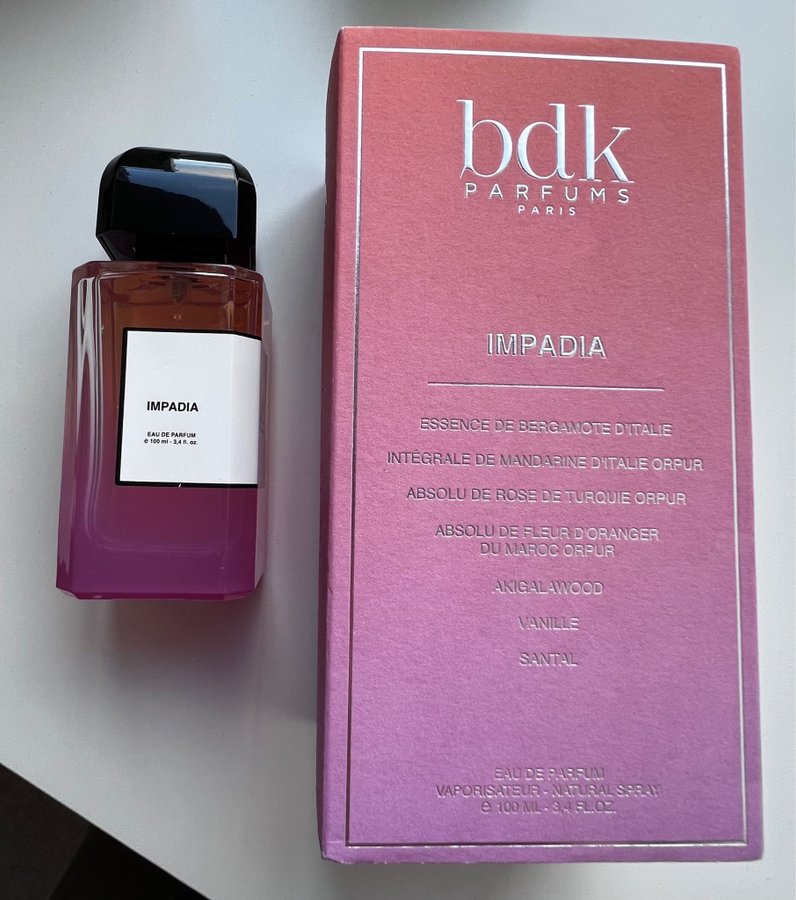 IMPADIA
EAU DE PARFUM
℮ 100 ml - 3,4 fl. oz.
bdk
PARFUMS
PARIS
IMPADIA
ESSENCE DE BERGAMOTE D'ITALIE
INTÉGRALE DE MANDARINE D'ITALIE ORPUR
ABSOLU DE ROSE DE TURQUIE ORPUR
ABSOLU DE FLEUR D'ORANGER
DU MAROC ORPUR
AKIGALAWOOD
VANILLE
SANTAL
EAU DE PARFUM
VAPORISATEUR - NATURAL SPRAY
℮ 100 ML - 3,4 FL.OZ.